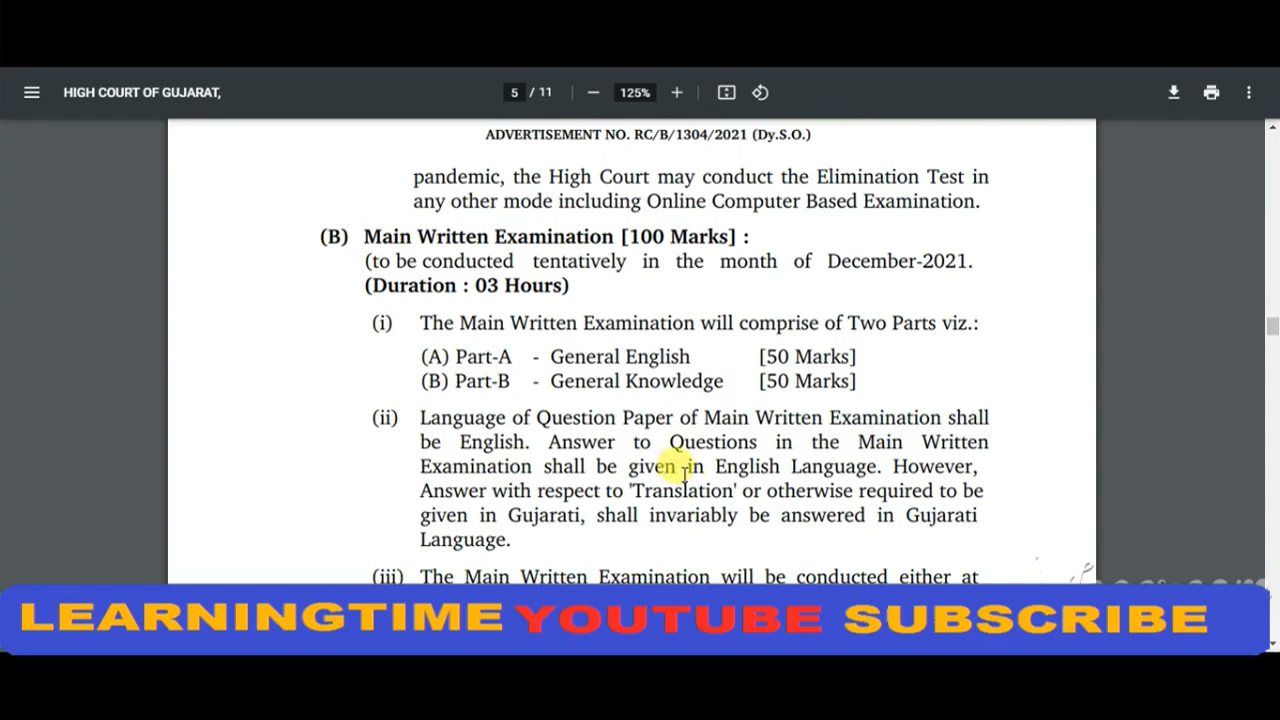 HIGH COURT OF GUJARAT,
5 / 11
125%
ADVERTISEMENT NO. RC/B/1304/2021 (Dy.S.O.)
pandemic, the High Court may conduct the Elimination Test in
any other mode including Online Computer Based Examination.
(B) Main Written Examination [100 Marks] :
(to be conducted tentatively in the month of December-2021.
(Duration : 03 Hours)
(i) The Main Written Examination will comprise of Two Parts viz.:
(A) Part-A - General English [50 Marks]
(B) Part-B - General Knowledge [50 Marks]
(ii) Language of Question Paper of Main Written Examination shall
be English. Answer to Questions in the Main Written
Examination shall be given in English Language. However,
Answer with respect to 'Translation' or otherwise required to be
given in Gujarati, shall invariably be answered in Gujarati
Language.
(iii) The Main Written Examination will be conducted either at
LEARNINGTIME YOUTUBE SUBSCRIBE